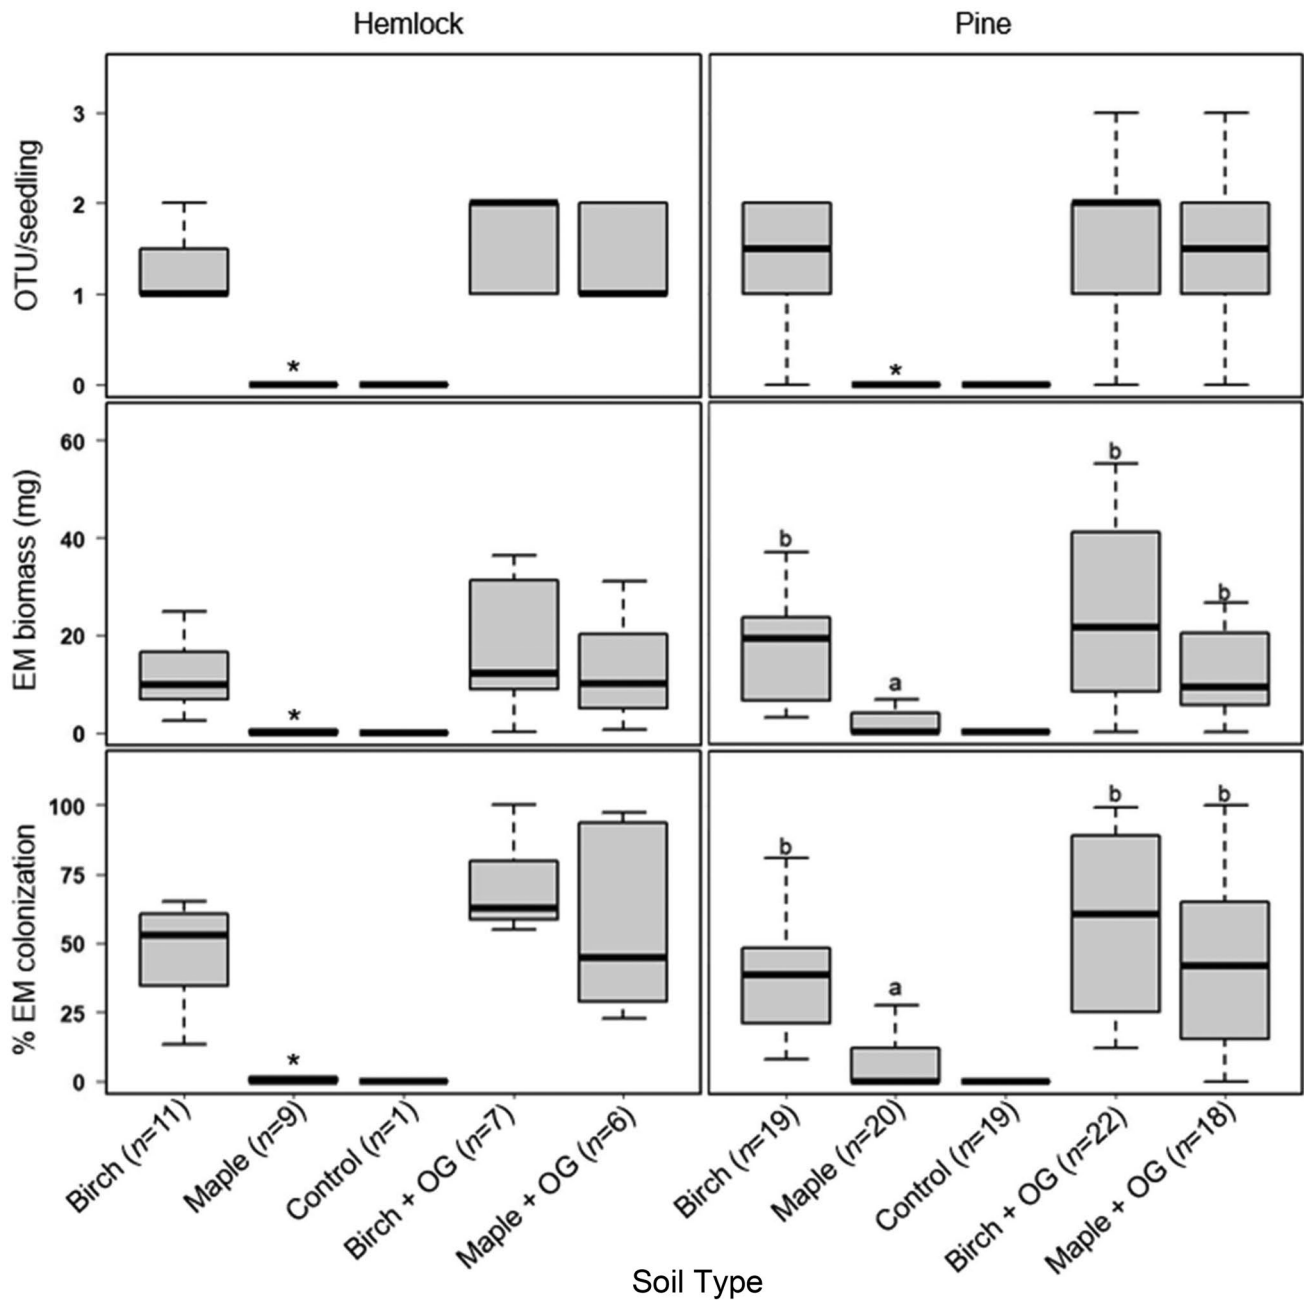 Hemlock
Pine
OTU/seedling
3
2
1
0
*
*
EM biomass (mg)
60
40
20
0
*
b
a
b
b
% EM colonization
100
75
50
25
0
*
b
a
b
b
Birch (n=11)
Maple (n=9)
Control (n=1)
Birch + OG (n=7)
Maple + OG (n=6)
Birch (n=19)
Maple (n=20)
Control (n=19)
Birch + OG (n=22)
Maple + OG (n=18)
Soil Type